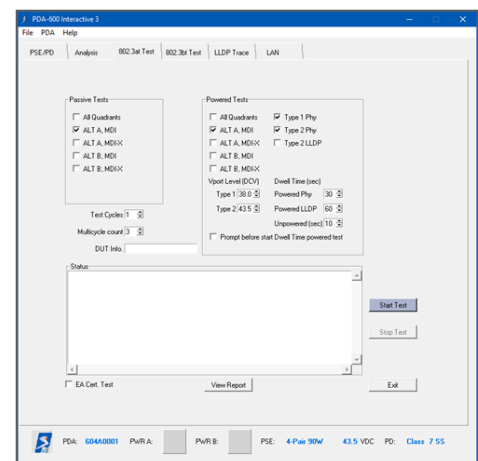 PDA-600 Interactive 3
File PDA Help
PSE/PD Analysis 802.3at Test 802.3bt Test LLDP Trace LAN
Passive Tests
All Quadrants
ALT A, MDI
ALT A, MDI-X
ALT B, MDI
ALT B, MDI-X
Test Cycles 1
Multicycle count 3
DUT Info.
Powered Tests
All Quadrants Type 1 Phy
ALT A, MDI Type 2 Phy
ALT A, MDI-X Type 2 LLDP
ALT B, MDI
ALT B, MDI-X
Vport Level (DCV) Dwell Time (sec)
Type 1 38.0 Powered Phy 30
Type 2 43.5 Powered LLDP 60
Unpowered (sec) 10
Prompt before start Dwell Time powered test
Status
Start Test
Stop Test
EA Cert. Test View Report Exit
PDA: 604A0001 PWR A: PWR B: PSE: 4-Pair 90W 43.5 VDC PD: Class 7 SS